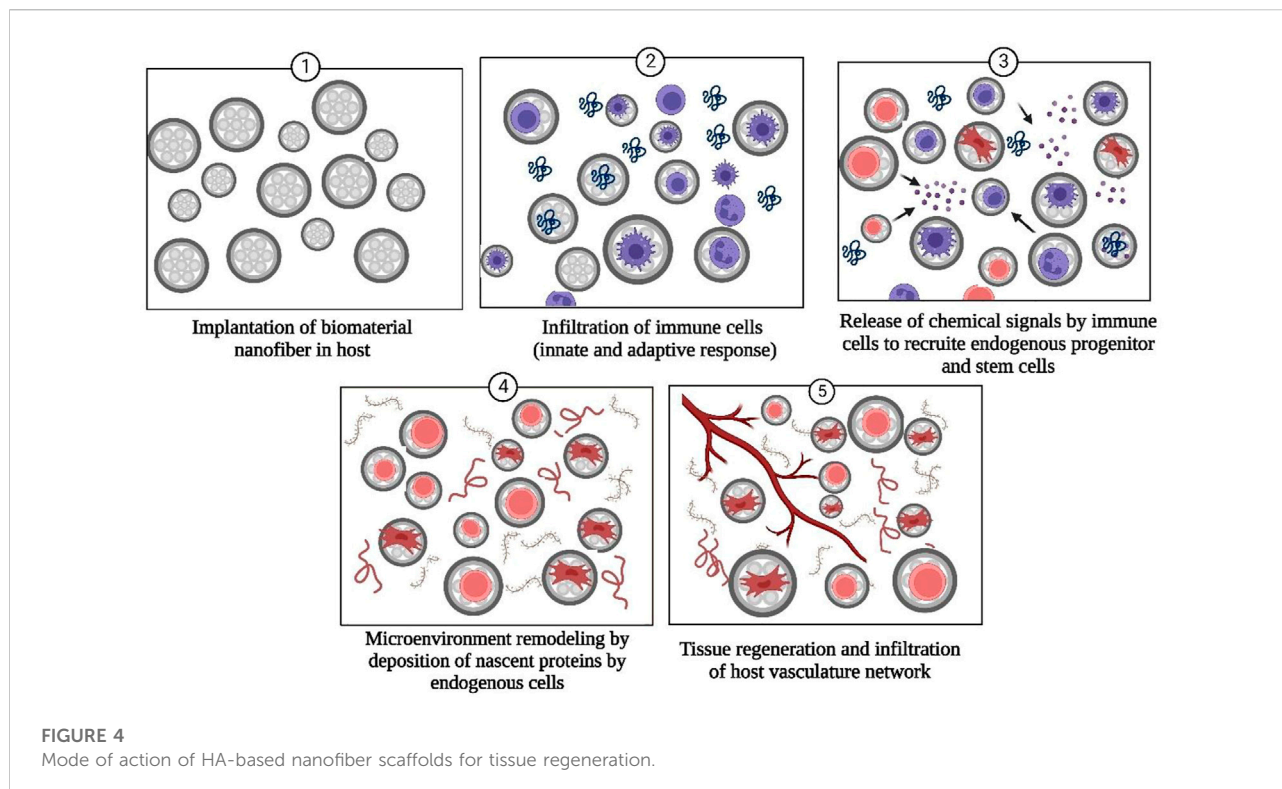 1
2
3
Implantation of biomaterial
nanofiber in host
Infiltration of immune cells
(innate and adaptive response)
Release of chemical signals by immune
cells to recruite endogenous progenitor
and stem cells
4
5
Microenvironment remodeling by
deposition of nascent proteins by
endogenous cells
Tissue regeneration and infiltration
of host vasculature network
FIGURE 4
Mode of action of HA-based nanofiber scaffolds for tissue regeneration.